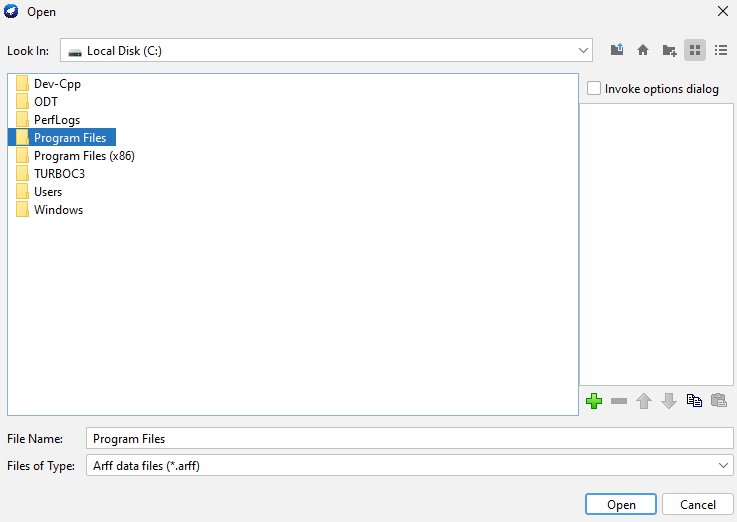 Open
Look In: Local Disk (C:)
Dev-Cpp
ODT
PerfLogs
Program Files
Program Files (x86)
TURBOC3
Users
Windows
Invoke options dialog
File Name: Program Files
Files of Type: Arff data files (*.arff)
Open Cancel